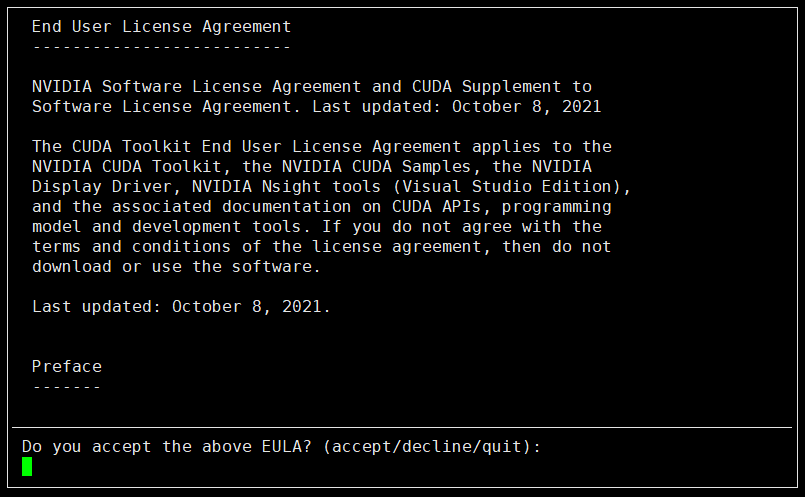 End User License Agreement
--------------------------
NVIDIA Software License Agreement and CUDA Supplement to
Software License Agreement. Last updated: October 8, 2021
The CUDA Toolkit End User License Agreement applies to the
NVIDIA CUDA Toolkit, the NVIDIA CUDA Samples, the NVIDIA
Display Driver, NVIDIA Nsight tools (Visual Studio Edition),
and the associated documentation on CUDA APIs, programming
model and development tools. If you do not agree with the
terms and conditions of the license agreement, then do not
download or use the software.
Last updated: October 8, 2021.
Preface
-------
Do you accept the above EULA? (accept/decline/quit):